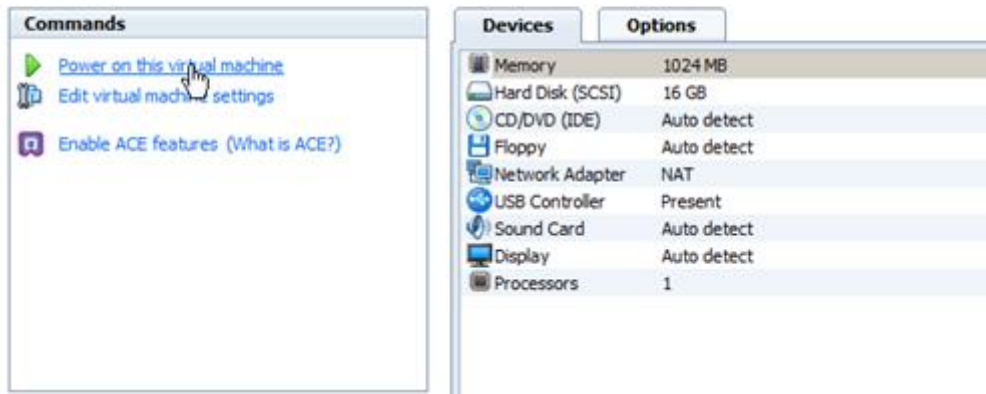 Commands
Power on this virtual machine
Edit virtual machine settings
Enable ACE features (What is ACE?)
Devices Options
Memory 1024 MB
Hard Disk (SCSI) 16 GB
CD/DVD (IDE) Auto detect
Floppy Auto detect
Network Adapter NAT
USB Controller Present
Sound Card Auto detect
Display Auto detect
Processors 1